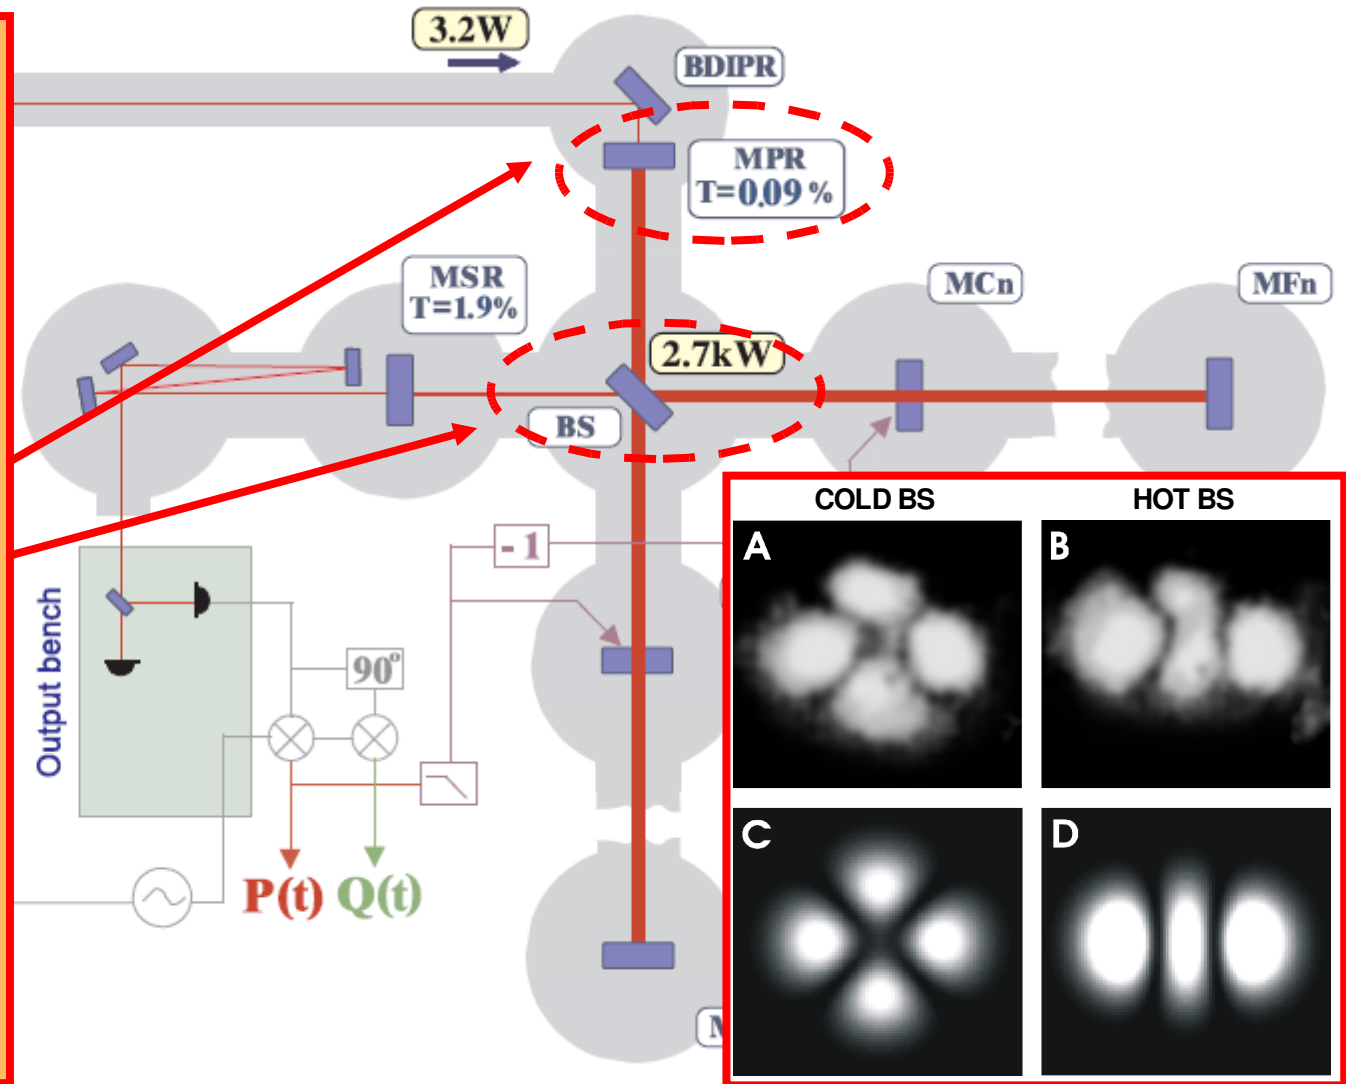 3.2W
BDIPR
MPR
T=0.09 %
MSR
T=1.9%
MCn
MFn
2.7kW
BS
COLD BS
HOT BS
- 1
A
B
Output bench
90°
C
D
P(t)
Q(t)